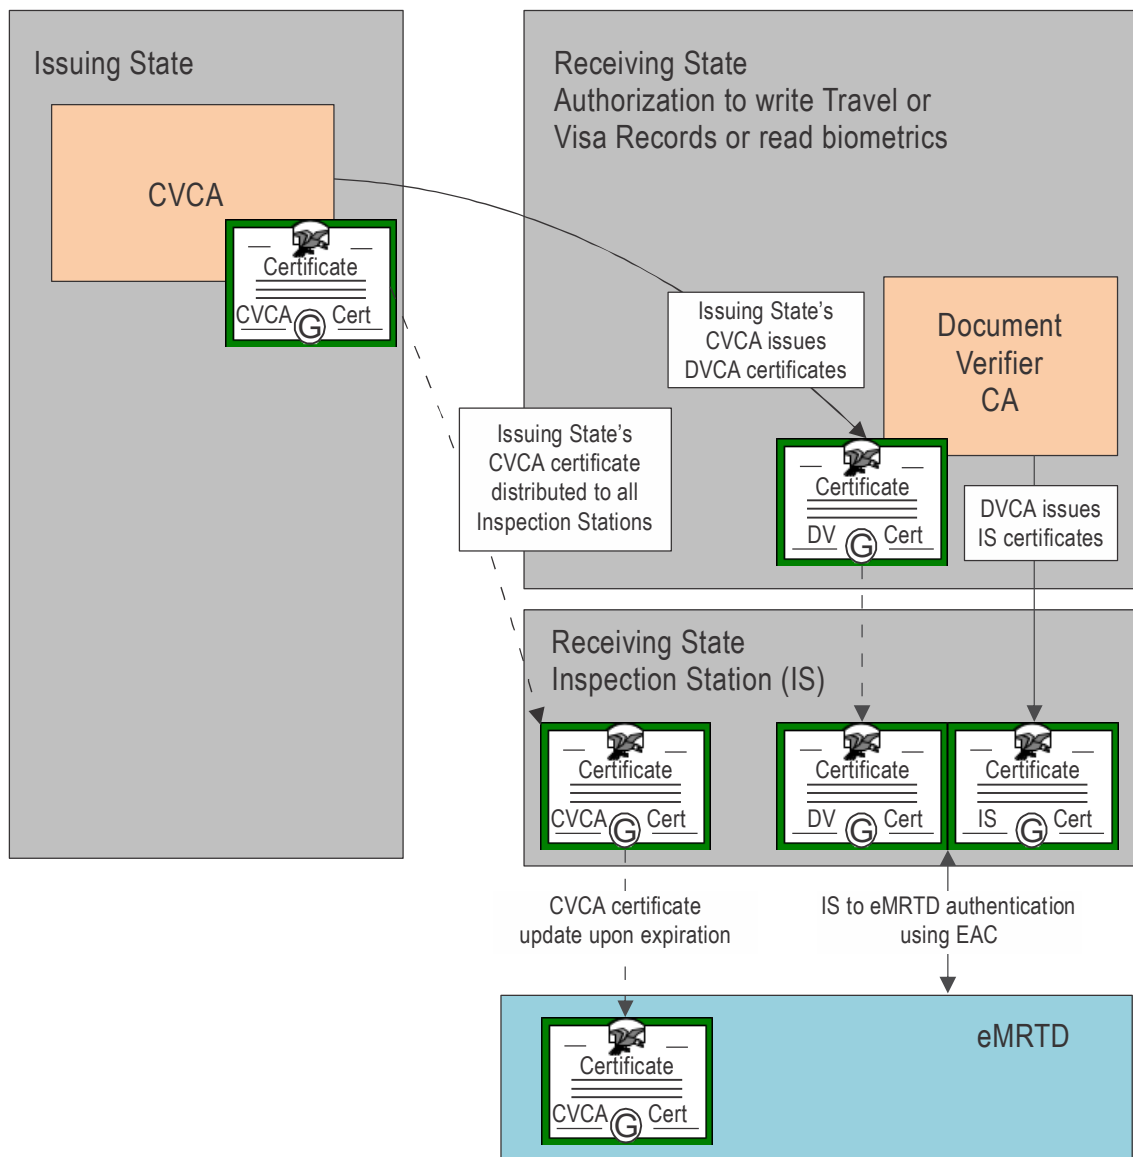 Issuing State
CVCA
Certificate
CVCA G Cert
Receiving State
Authorization to write Travel or
Visa Records or read biometrics
Issuing State's
CVCA issues
DVCA certificates
Document
Verifier
CA
Certificate
DV G Cert
Issuing State's
CVCA certificate
distributed to all
Inspection Stations
DVCA issues
IS certificates
Receiving State
Inspection Station (IS)
Certificate
CVCA G Cert
Certificate
DV G Cert
Certificate
IS G Cert
CVCA certificate
update upon expiration
IS to eMRTD authentication
using EAC
eMRTD
Certificate
CVCA G Cert